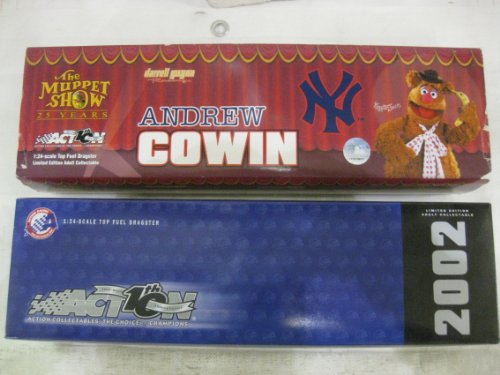 The
MUPPET
SHOW
25 YEARS
ACTION
1:24-scale Top Fuel Dragster
Limited Edition Adult Collectable
darrell gwynn
ANDREW
COWIN
NY
1:24-SCALE TOP FUEL DRAGSTER
10th
ACTION
ACTION COLLECTABLES: THE CHOICE OF CHAMPIONS
LIMITED EDITION
ADULT COLLECTABLE
2002